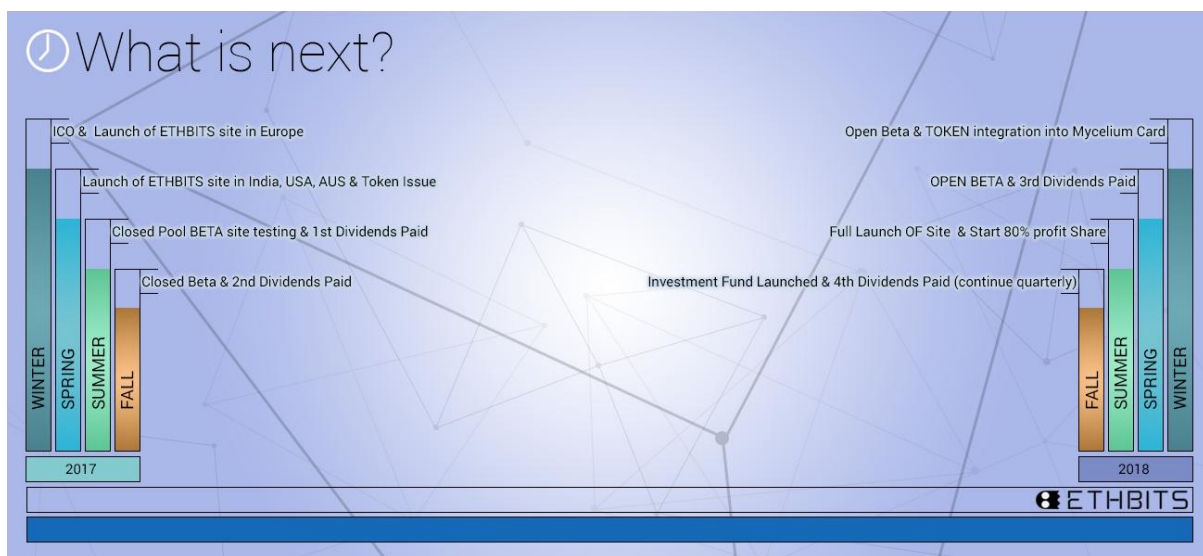 What is next?
ICO & Launch of ETHBITS site in Europe
Launch of ETHBITS site in India, USA, AUS & Token Issue
Closed Pool BETA site testing & 1st Dividends Paid
Closed Beta & 2nd Dividends Paid
WINTER
SPRING
SUMMER
FALL
2017
Open Beta & TOKEN integration into Mycelium Card
OPEN BETA & 3rd Dividends Paid
Full Launch OF Site & Start 80% profit Share
Investment Fund Launched & 4th Dividends Paid (continue quarterly)
FALL
SUMMER
SPRING
WINTER
2018
ETHBITS